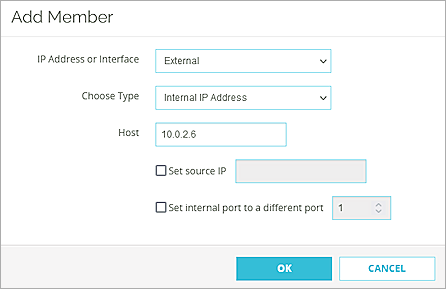 Add Member
IP Address or Interface External
Choose Type Internal IP Address
Host 10.0.2.6
Set source IP
Set internal port to a different port 1
OK CANCEL